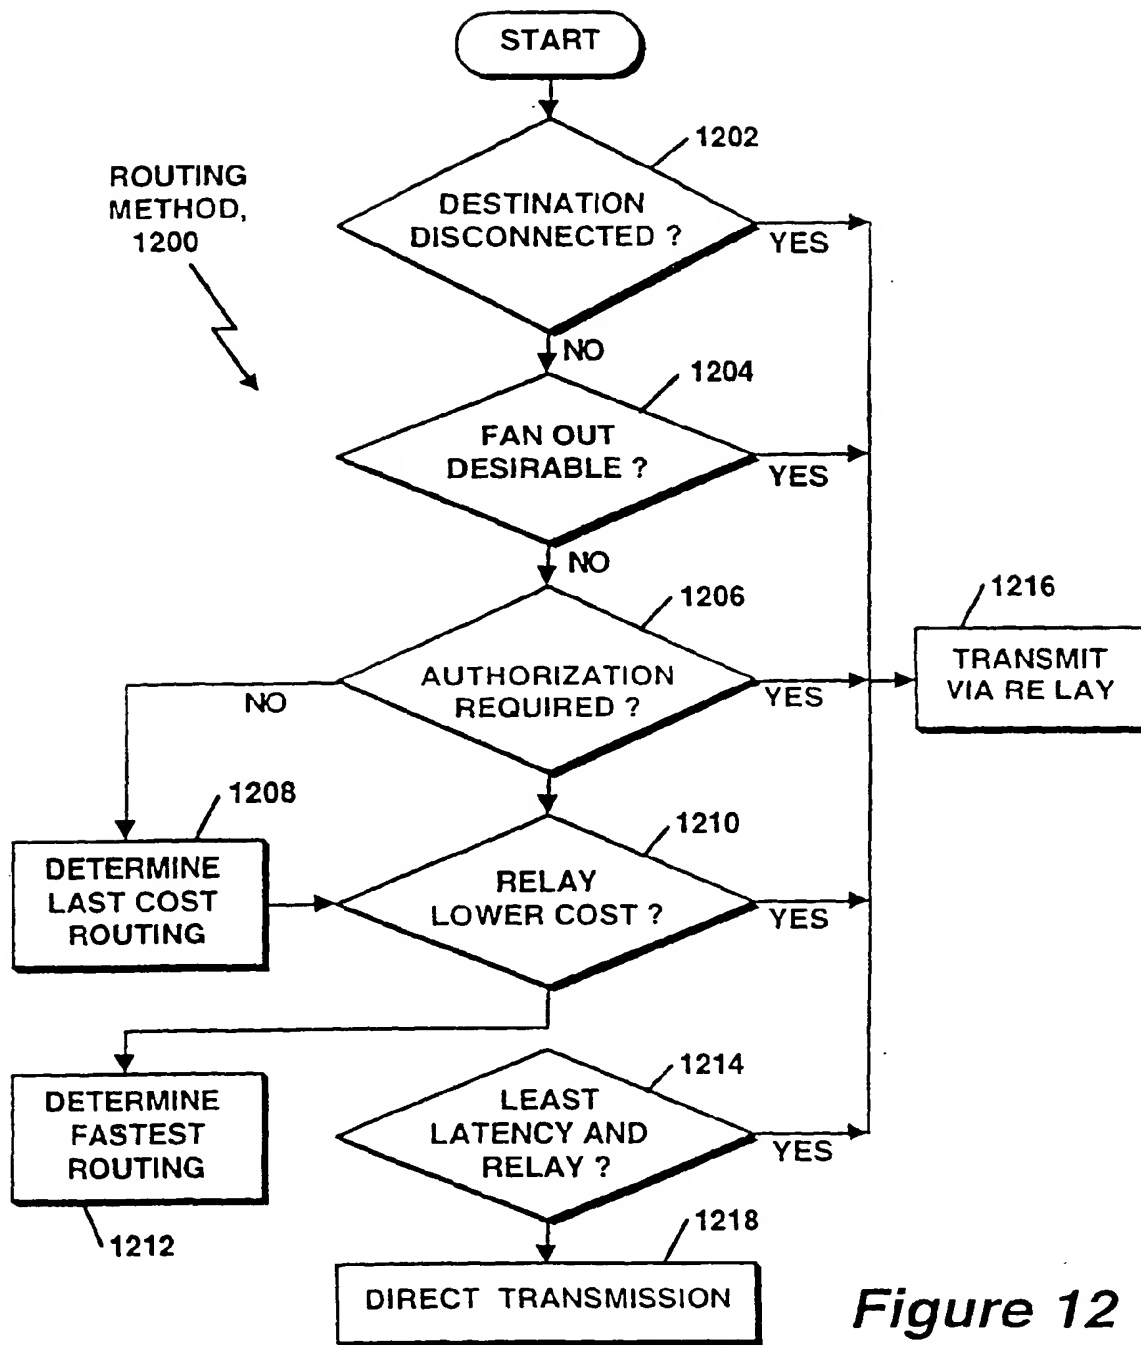 START
1202
ROUTING
METHOD,
1200
DESTINATION
DISCONNECTED ?
YES
NO
1204
FAN OUT
DESIRABLE ?
YES
NO
1206
AUTHORIZATION
REQUIRED ?
NO
YES
1216
TRANSMIT
VIA RE LAY
1208
DETERMINE
LAST COST
ROUTING
1210
RELAY
LOWER COST ?
YES
DETERMINE
FASTEST
ROUTING
1212
1214
LEAST
LATENCY AND
RELAY ?
YES
1218
DIRECT TRANSMISSION
Figure 12